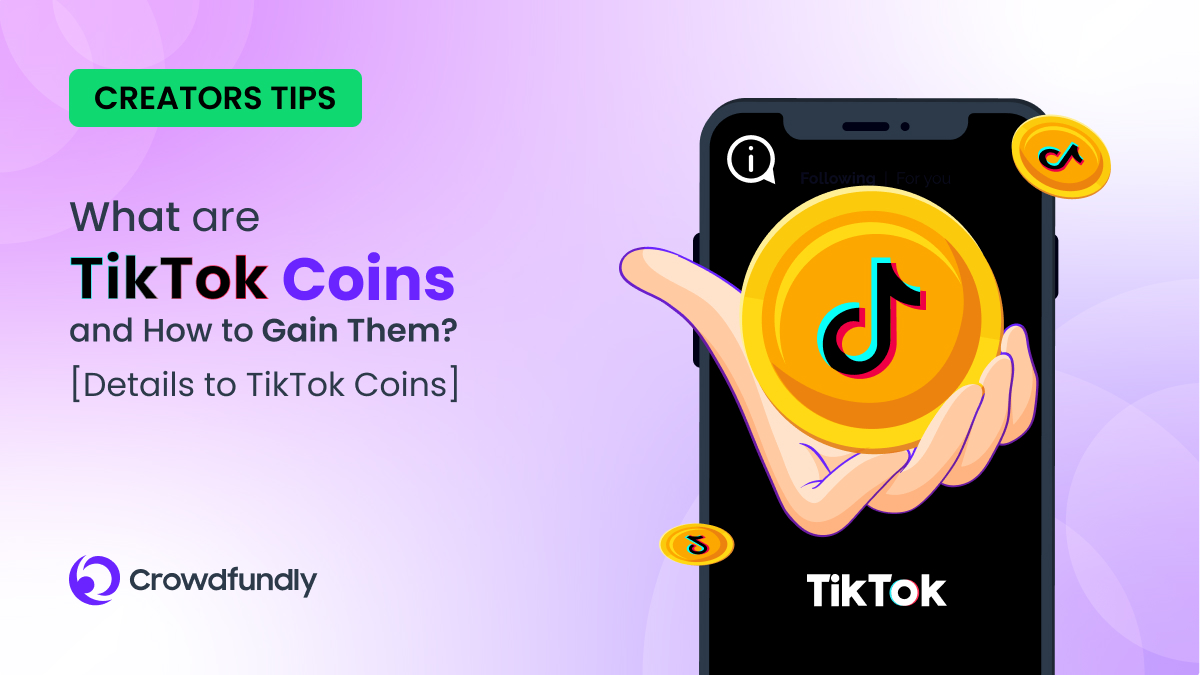 CREATORS TIPS
What are
TikTok Coins
and How to Gain Them?
[Details to TikTok Coins]
Crowdfundly
Following | For you
TikTok